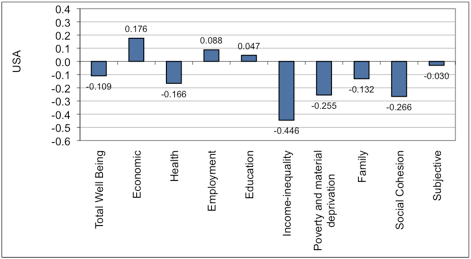 USA
0.4
0.3
0.2
0.1
0.0
-0.1
-0.2
-0.3
-0.4
-0.5
-0.6
-0.109
0.176
-0.166
0.088
0.047
-0.446
-0.255
-0.132
-0.266
-0.030
Total Well Being
Economic
Health
Employment
Education
Income-inequality
Poverty and material
deprivation
Family
Social Cohesion
Subjective